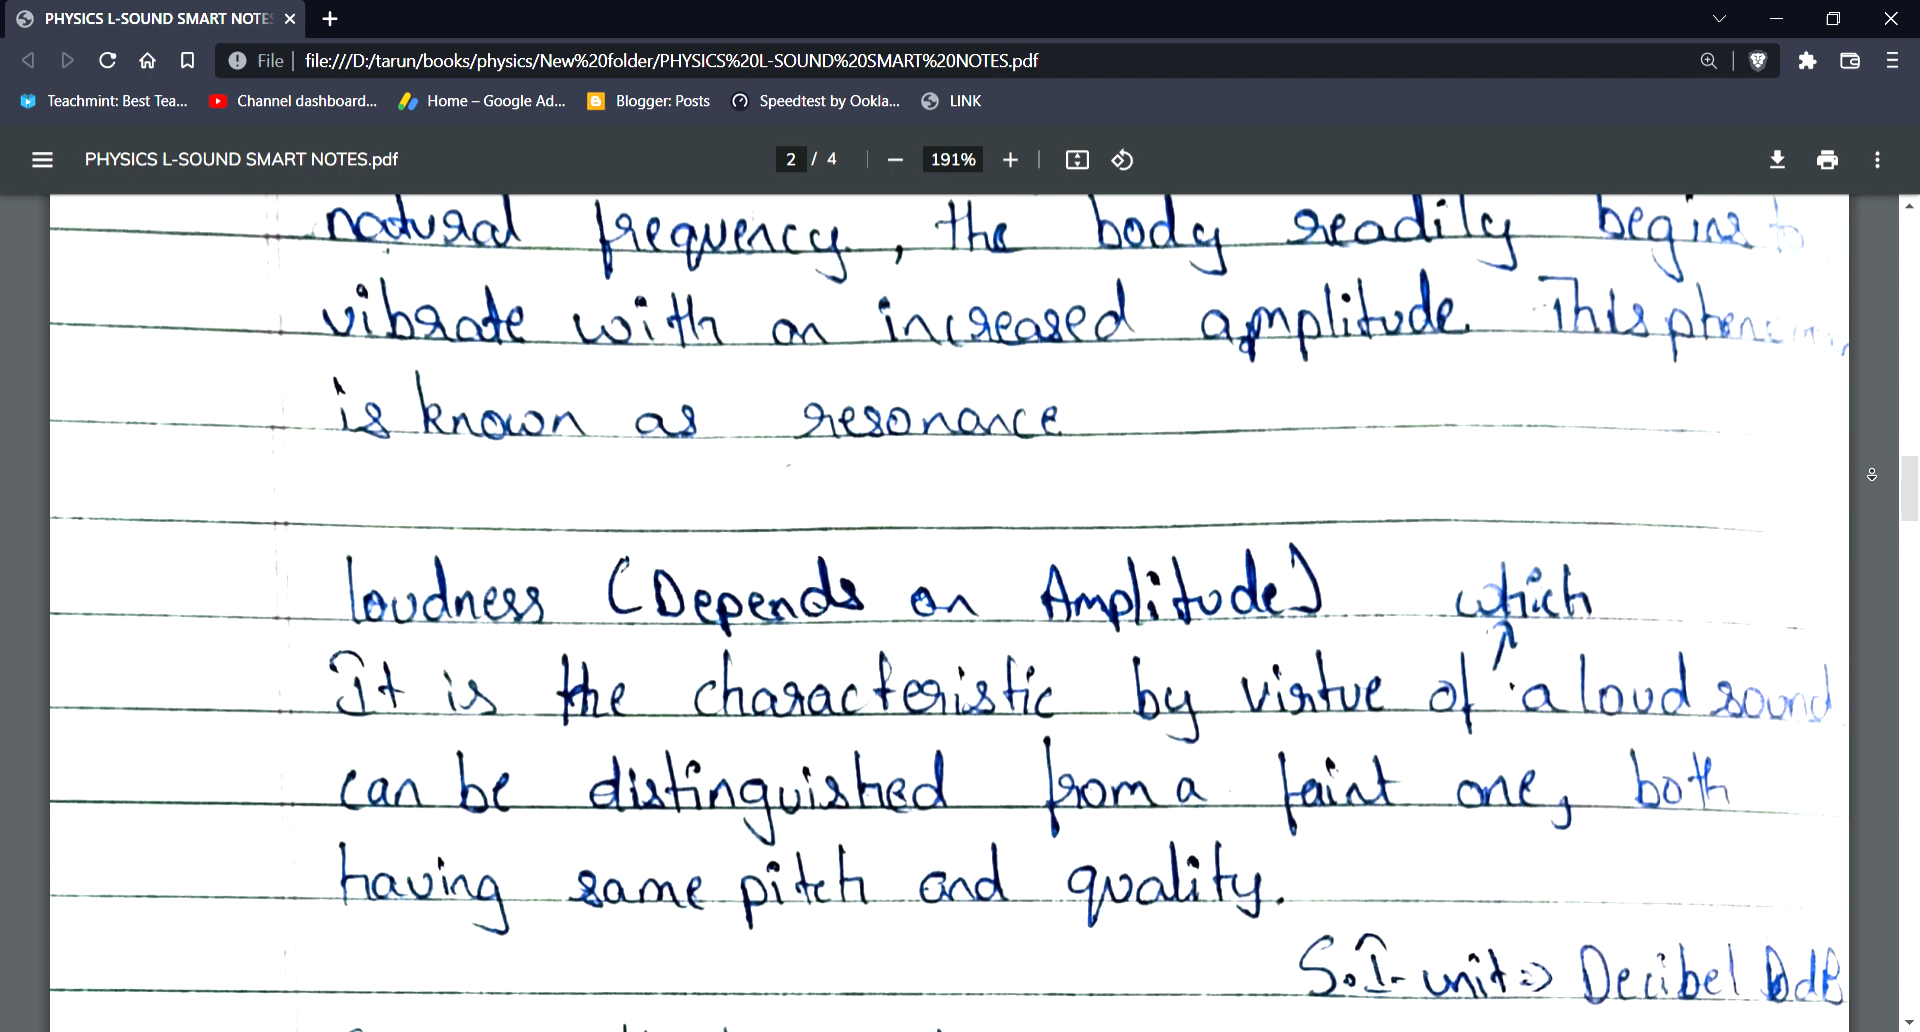 PHYSICS L-SOUND SMART NOTE
File file:///D:/tarun/books/physics/New%20folder/PHYSICS%20L-SOUND%20SMART%20NOTES.pdf
Teachmint: Best Tea... Channel dashboard... Home – Google Ad... Blogger: Posts Speedtest by Ookla... LINK
PHYSICS L-SOUND SMART NOTES.pdf 2 / 4 191%
natural frequency, the body readily begins to
vibrate with an increased amplitude. This
is known as resonance
loudness (Depends on Amplitude) which
It is the characteristic by virtue of a loud sound
can be distinguished from a faint one, both
having same pitch and quality.
S.I unit => Decibel dB